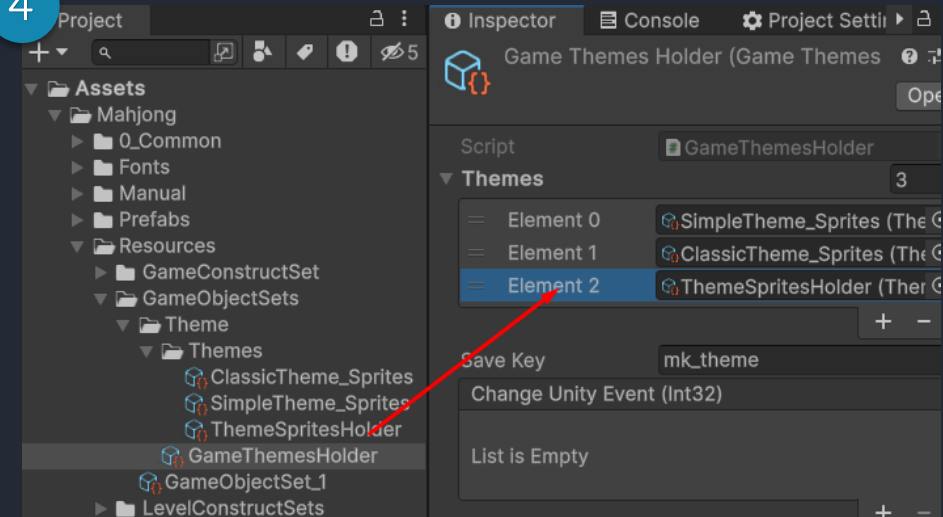 4
Project
5
Assets
Mahjong
0_Common
Fonts
Manual
Prefabs
Resources
GameConstructSet
GameObjectSets
Theme
Themes
ClassicTheme_Sprites
SimpleTheme_Sprites
ThemeSpritesHolder
GameThemesHolder
GameObjectSet_1
LevelConstructSets
Inspector Console Project Settin
Game Themes Holder (Game Themes
Ope
Script GameThemesHolder
Themes 3
Element 0 SimpleTheme_Sprites (The
Element 1 ClassicTheme_Sprites (The
Element 2 ThemeSpritesHolder (Ther
Save Key mk_theme
Change Unity Event (Int32)
List is Empty